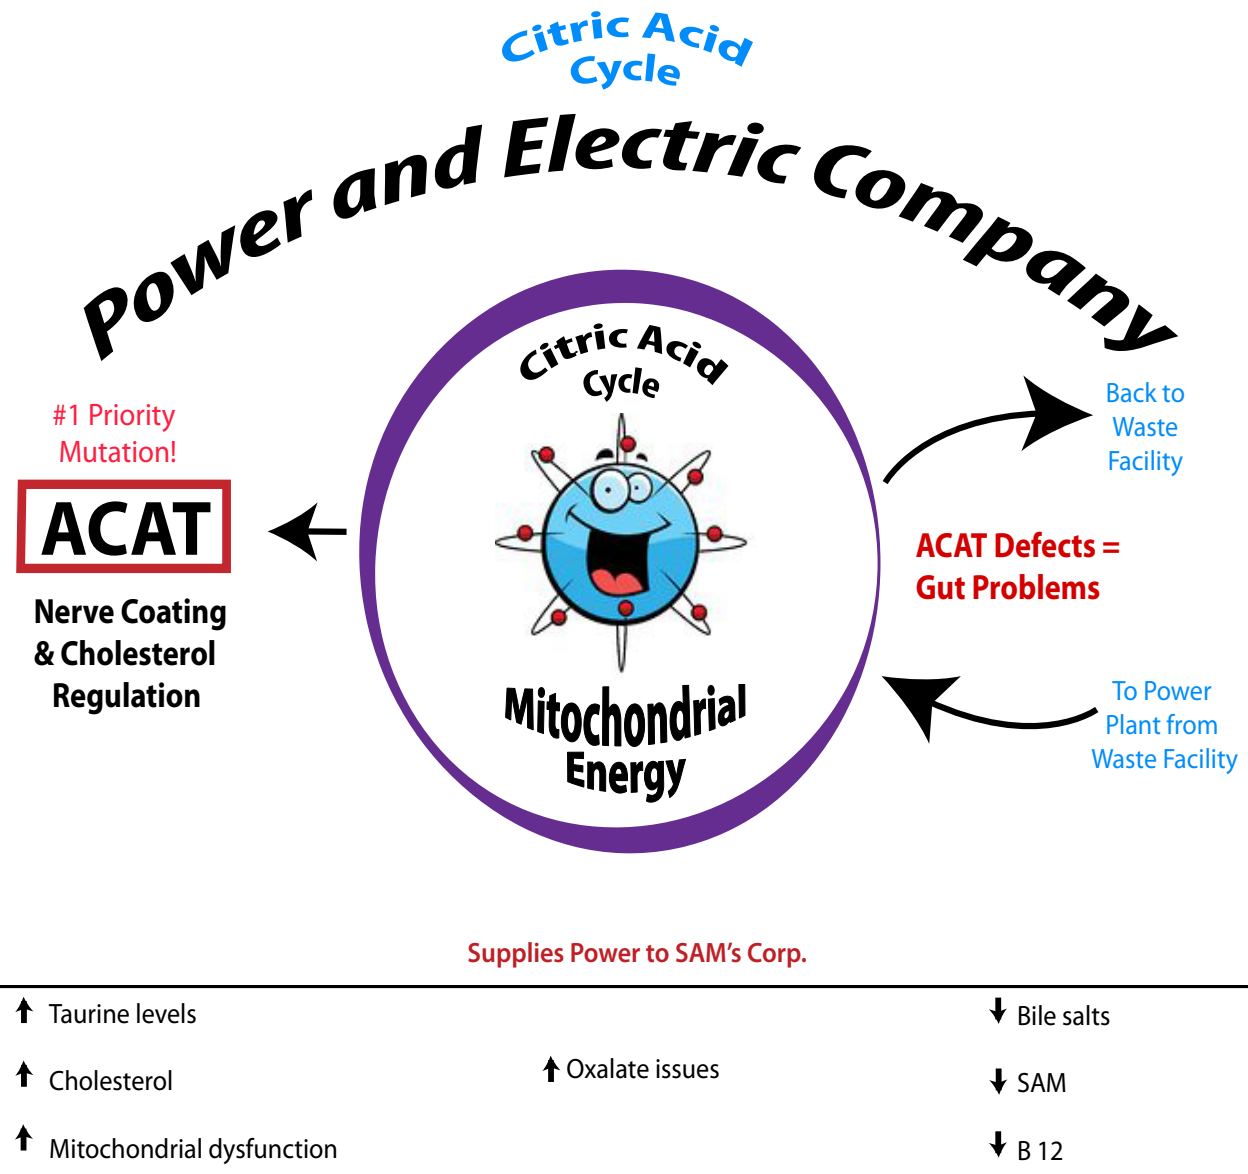 Citric Acid
Cycle
Power and Electric Company
Citric Acid
Cycle
#1 Priority
Mutation!
ACAT
Nerve Coating
& Cholesterol
Regulation
Mitochondrial
Energy
Back to
Waste
Facility
ACAT Defects =
Gut Problems
To Power
Plant from
Waste Facility
Supplies Power to SAM's Corp.
Taurine levels
Cholesterol
Mitochondrial dysfunction
Oxalate issues
Bile salts
SAM
B 12